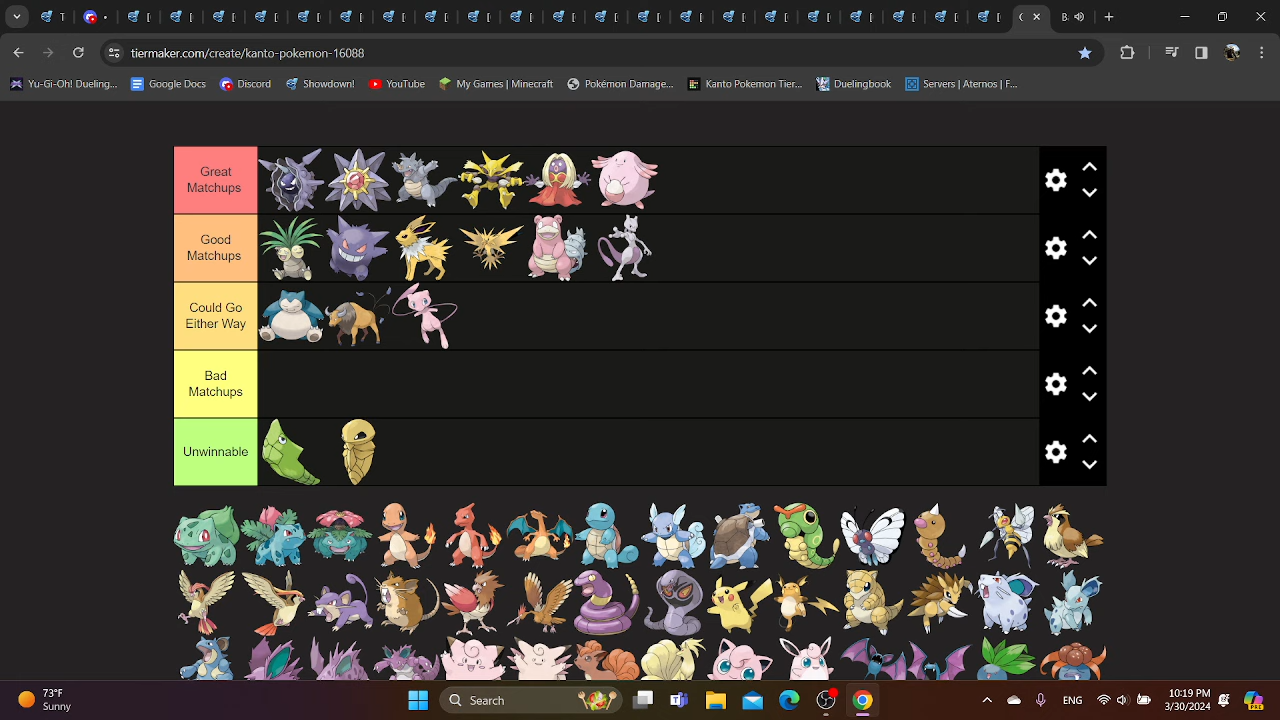 B
tiermaker.com/create/kanto-pokemon-16088
Yu-Gi-Oh! Dueling...
Google Docs
Discord
Showdown!
YouTube
My Games | Minecraft
Pokémon Damage...
Kanto Pokemon Tier...
Duelingbook
Servers | Aternos | F...
Great
Matchups
Good
Matchups
Could Go
Either Way
Bad
Matchups
Unwinnable
73°F
Sunny
Search
ENG
10:19 PM
3/30/2024
PRE